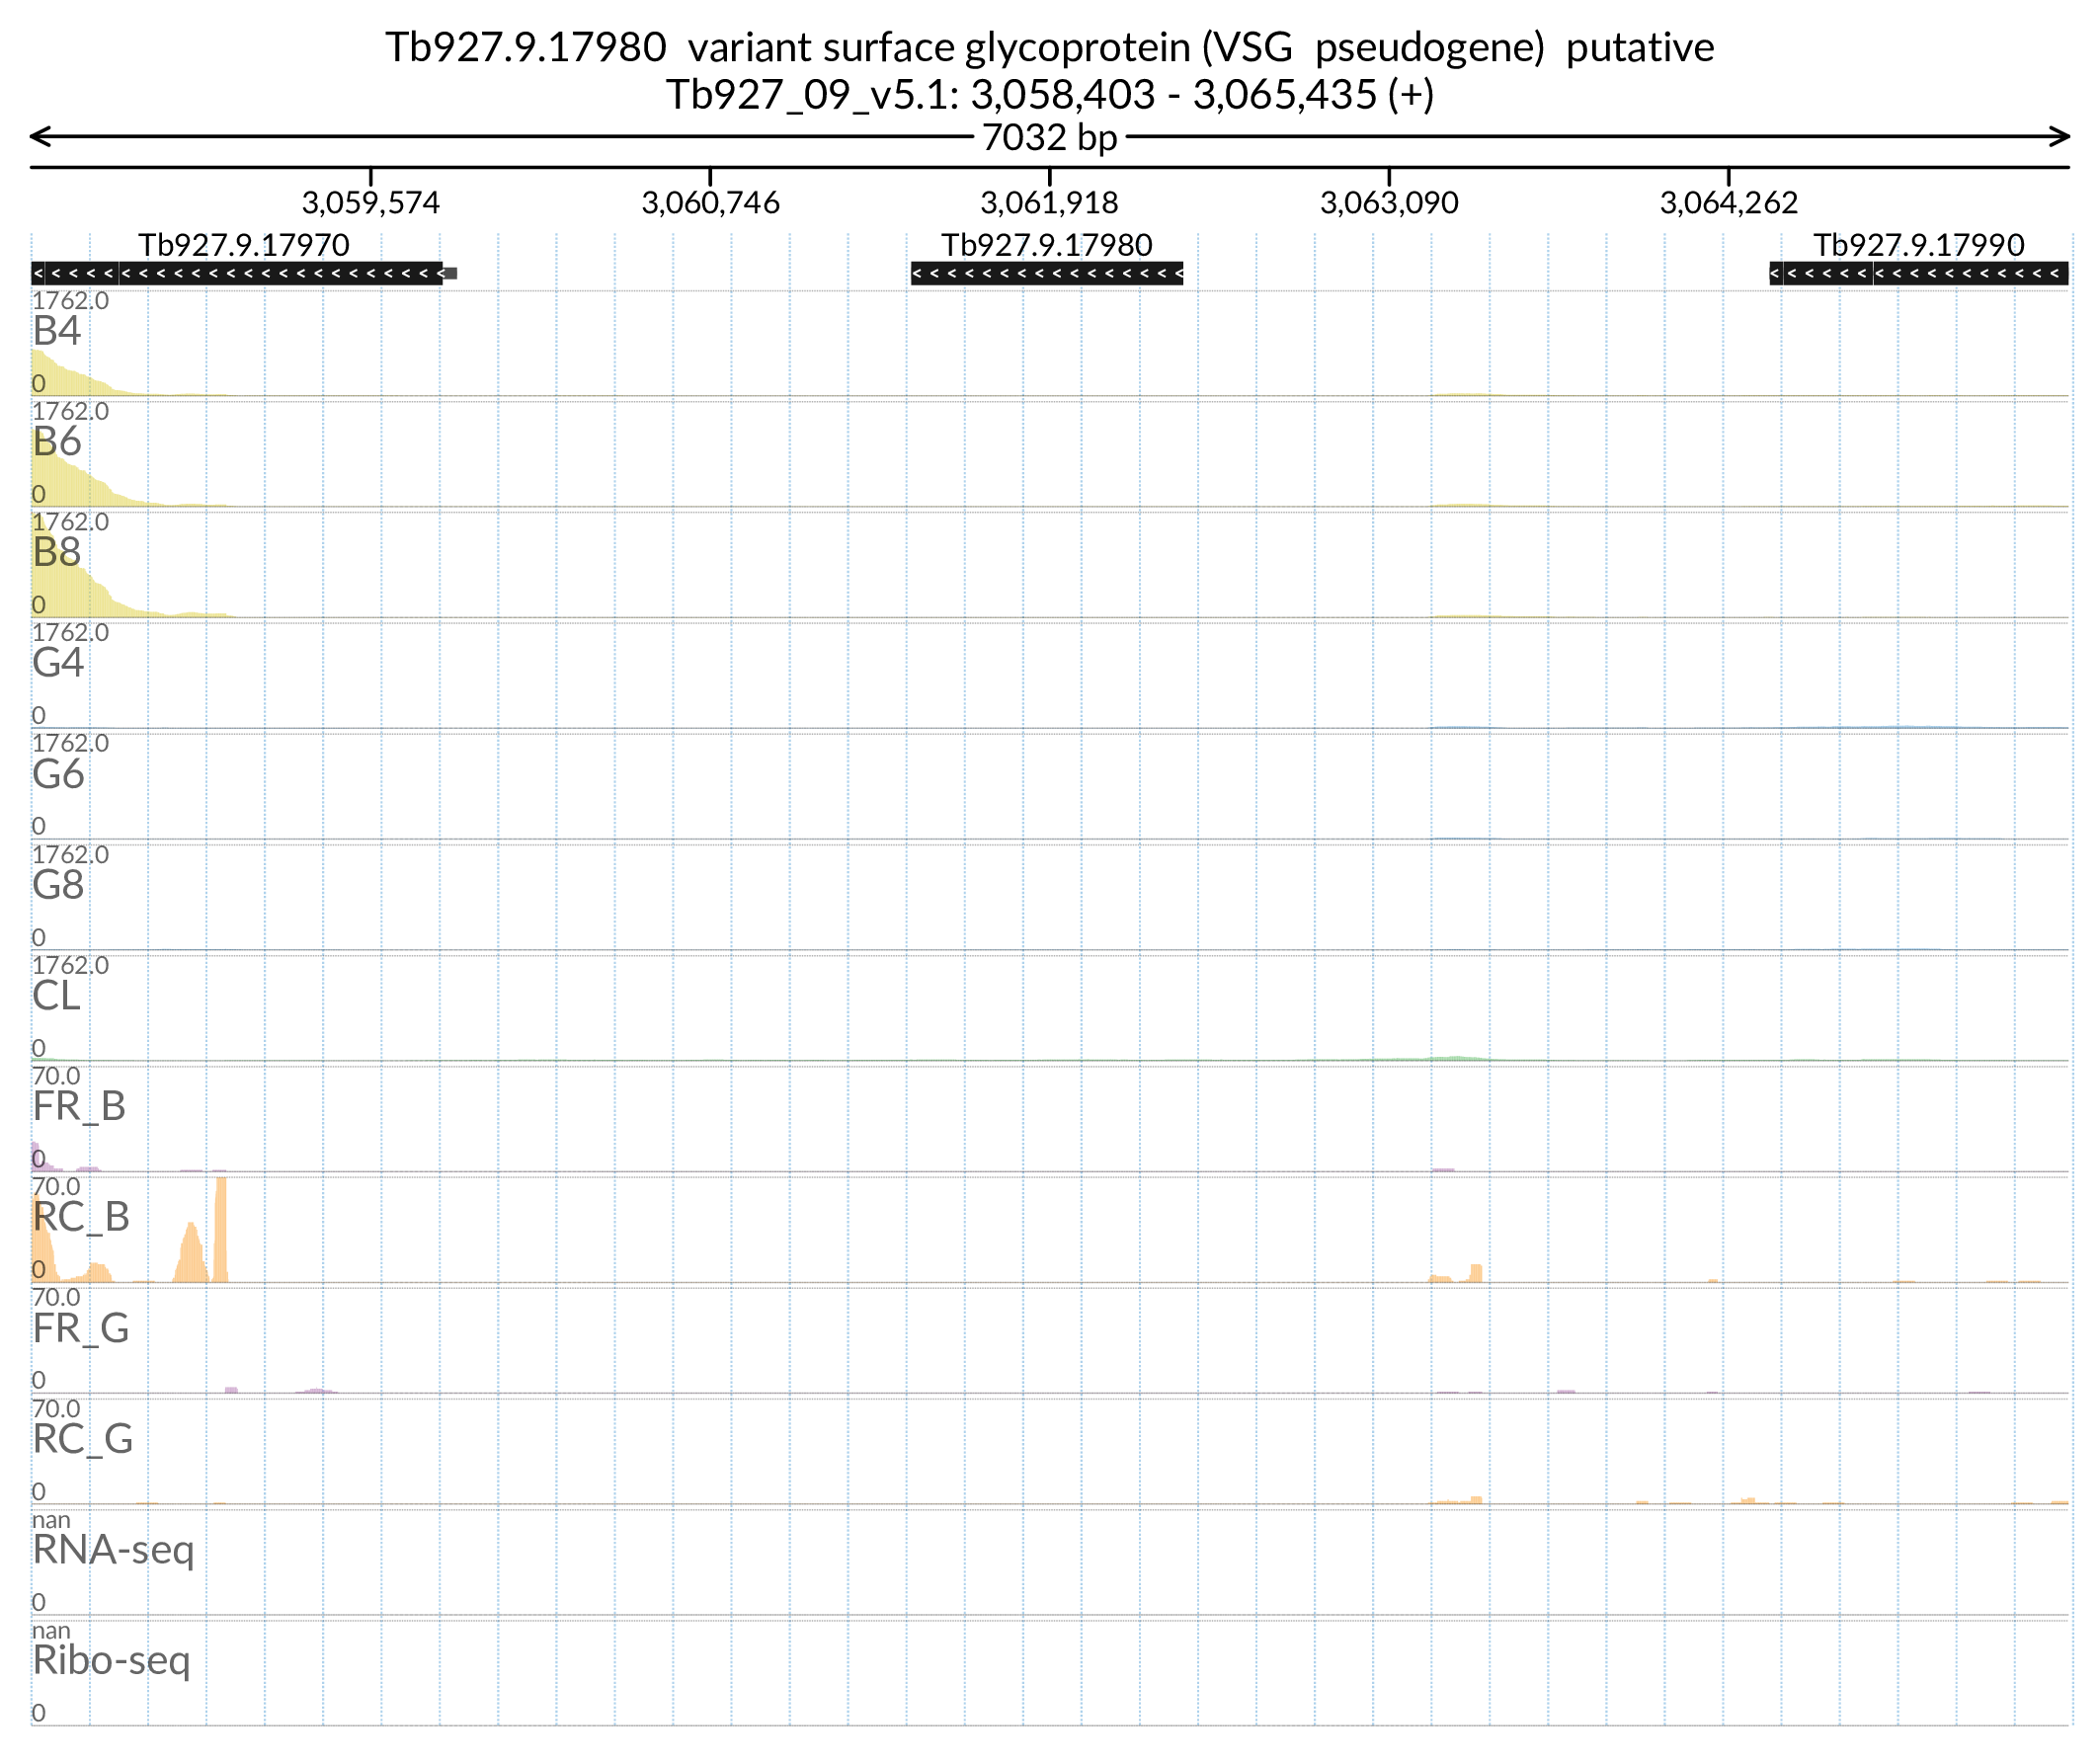 Tb927.9.17980 variant surface glycoprotein (VSG pseudogene) putative
Tb927_09_v5.1: 3,058,403 - 3,065,435 (+)
7032 bp
3,059,574 3,060,746 3,061,918 3,063,090 3,064,262
Tb927.9.17970 Tb927.9.17980 Tb927.9.17990
1762.0
B4
0
1762.0
B6
0
1762.0
B8
0
1762.0
G4
0
1762.0
G6
0
1762.0
G8
0
1762.0
CL
0
70.0
FR_B
0
70.0
RC_B
0
70.0
FR_G
0
70.0
RC_G
0
nan
RNA-seq
0
nan
Ribo-seq
0